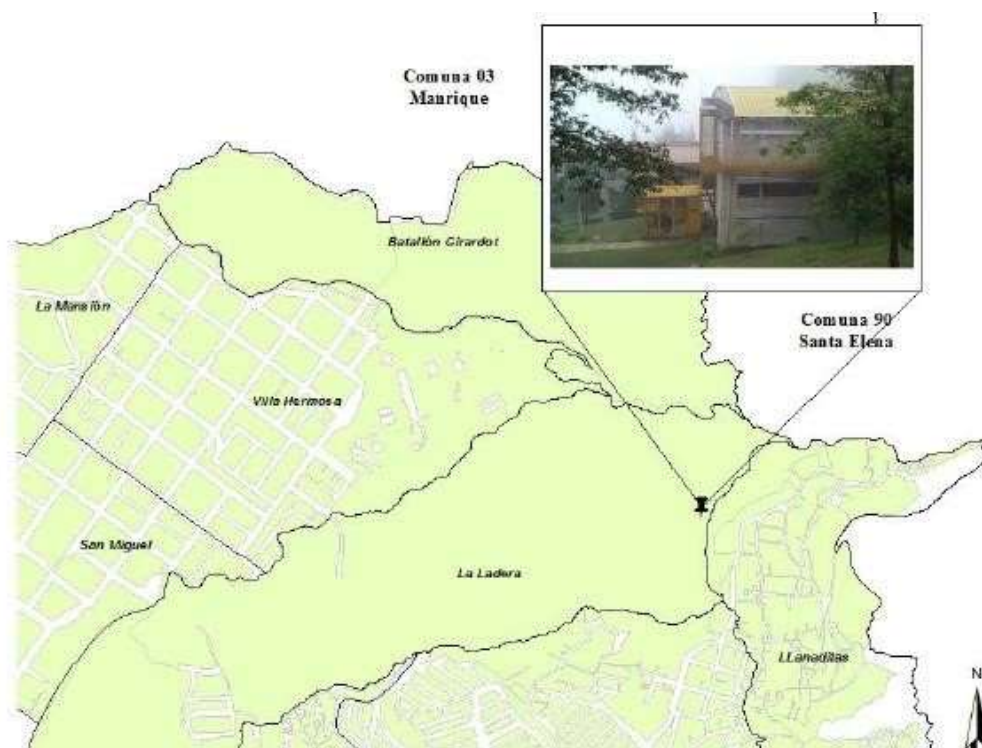 Comuna 03
Manrique
Batallón Girardot
La Mansión
Comuna 90
Santa Elena
Villa Hermosa
San Miguel
La Ladera
LLanaditas
N